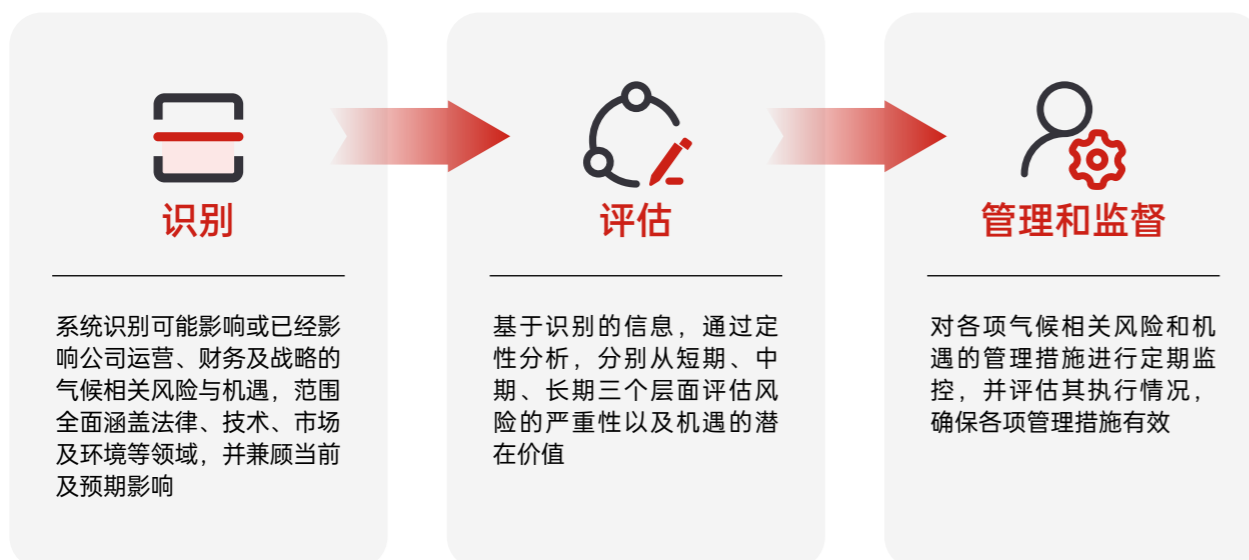 识别
系统识别可能影响或已经影
响公司运营、财务及战略的
气候相关风险与机遇，范围
全面涵盖法律、技术、市场
及环境等领域，并兼顾当前
及预期影响
评估
基于识别的信息，通过定
性分析，分别从短期、中
期、长期三个层面评估风
险的严重性以及机遇的潜
在价值
管理和监督
对各项气候相关风险和机
遇的管理措施进行定期监
控，并评估其执行情况，
确保各项管理措施有效